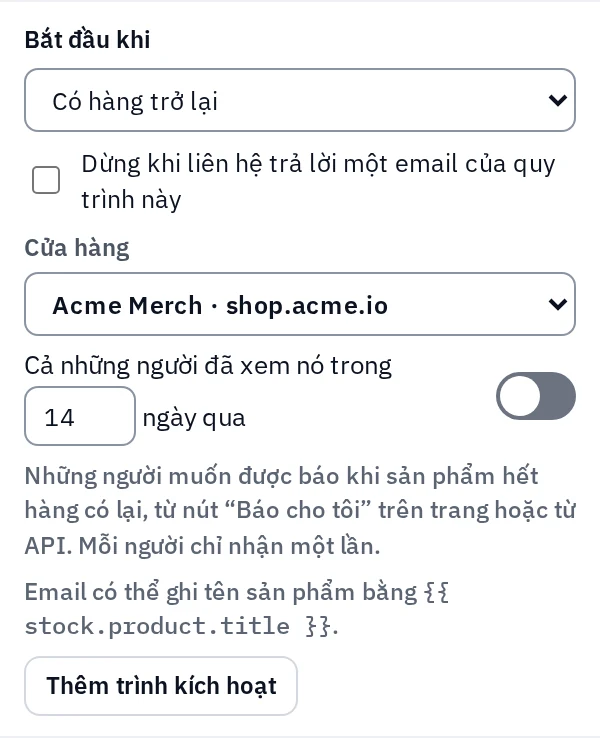 Bắt đầu khi
Có hàng trở lại
Dừng khi liên hệ trả lời một email của quy
trình này
Cửa hàng
Acme Merch · shop.acme.io
Cả những người đã xem nó trong
14 ngày qua
Những người muốn được báo khi sản phẩm hết
hàng có lại, từ nút “Báo cho tôi” trên trang hoặc từ
API. Mỗi người chỉ nhận một lần.
Email có thể ghi tên sản phẩm bằng {{
stock.product.title }}.
Thêm trình kích hoạt